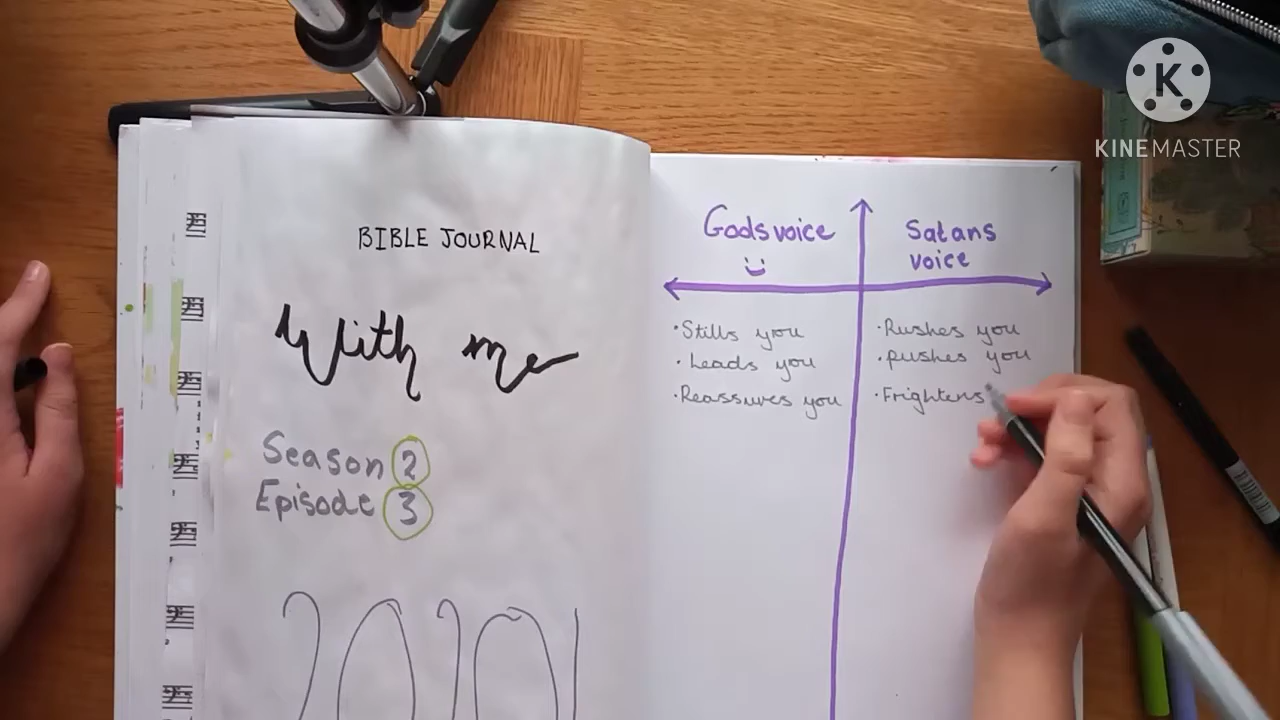 BIBLE JOURNAL
With me
Season 2
Episode 3
Gods voice
Satans
voice
• Stills you
• Leads you
• Reassures you
• Rushes you
• pushes you
• Frightens
K
KINEMASTER